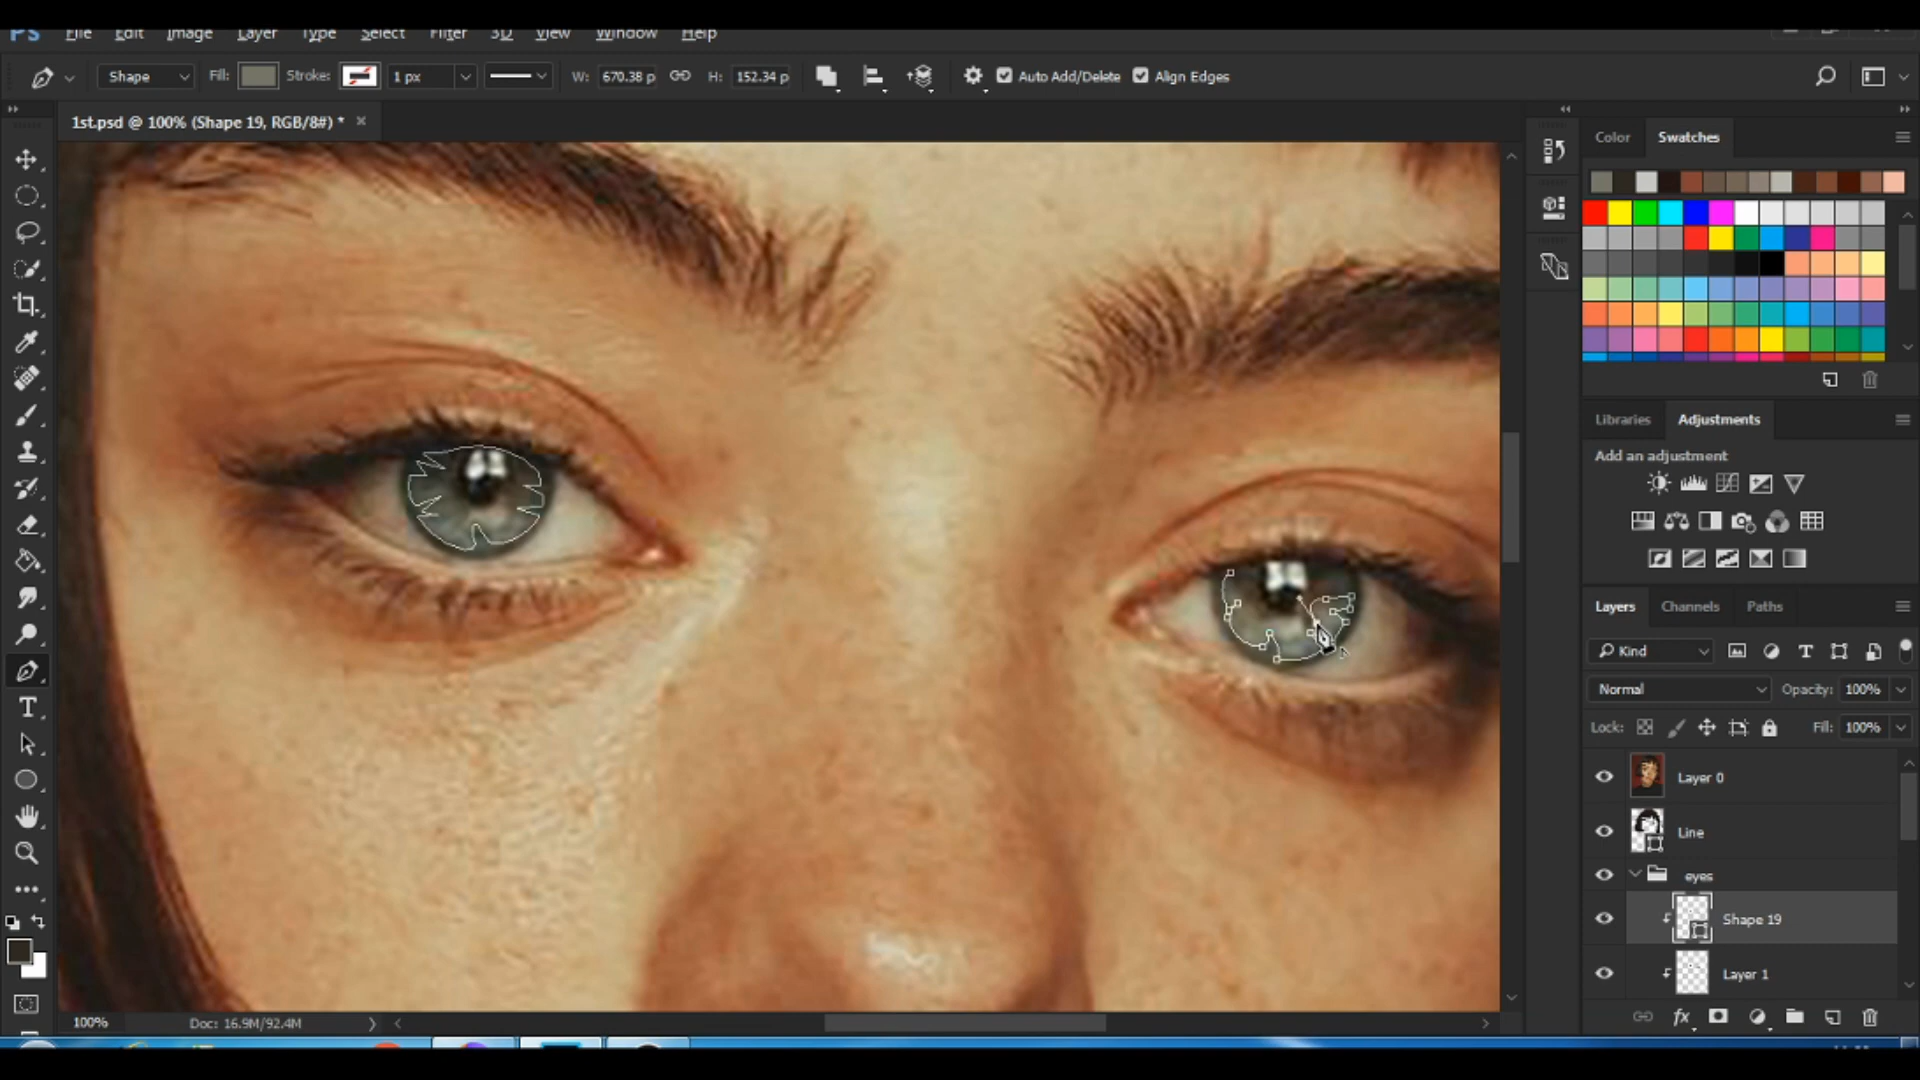 Ps File Edit Image Layer Type Select Filter 3D View Window Help
Shape Fill: Stroke: 1 px W: 670.38 p H: 152.34 p Auto Add/Delete Align Edges
1st.psd @ 100% (Shape 19, RGB/8#) *
Color Swatches
Libraries Adjustments
Add an adjustment
Layers Channels Paths
Kind
Normal Opacity: 100%
Lock: Fill: 100%
Layer 0
Line
eyes
Shape 19
Layer 1
fx
100% Doc: 16.9M/92.4M